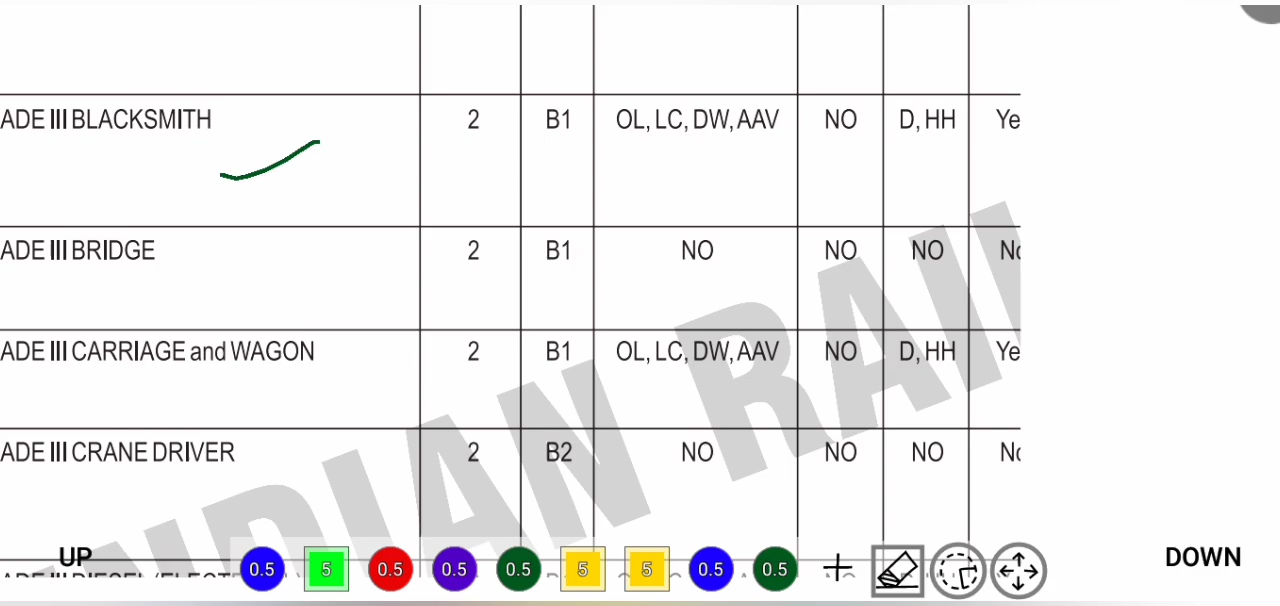 ADE III BLACKSMITH 2 B1 OL, LC, DW, AAV NO D, HH Ye
ADE III BRIDGE 2 B1 NO NO NO No
ADE III CARRIAGE and WAGON 2 B1 OL, LC, DW, AAV NO D, HH Ye
ADE III CRANE DRIVER 2 B2 NO NO NO No
INDIAN RAIL
UP 0.5 5 0.5 0.5 0.5 5 5 0.5 0.5 DOWN